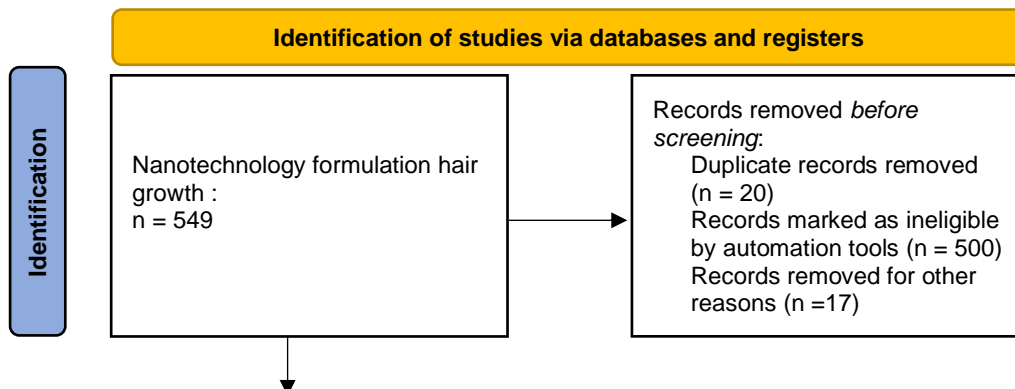 Identification of studies via databases and registers
Identification
Nanotechnology formulation hair
growth :
n = 549
Records removed before
screening:
Duplicate records removed
(n = 20)
Records marked as ineligible
by automation tools (n = 500)
Records removed for other
reasons (n =17)